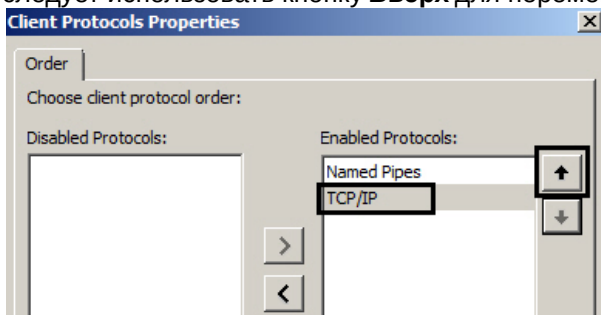 следует использовать кнопку Вверх для переме
Client Protocols Properties
Order
Choose client protocol order:
Disabled Protocols:
Enabled Protocols:
Named Pipes
TCP/IP